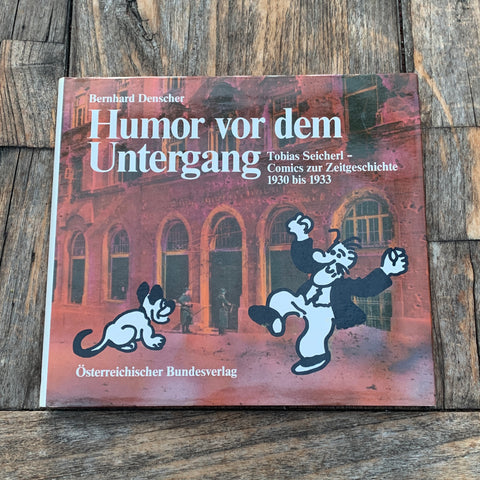 Bernhard Denscher
Humor vor dem
Untergang
Tobias Seicherl –
Comics zur Zeitgeschichte
1930 bis 1933
Österreichischer Bundesverlag